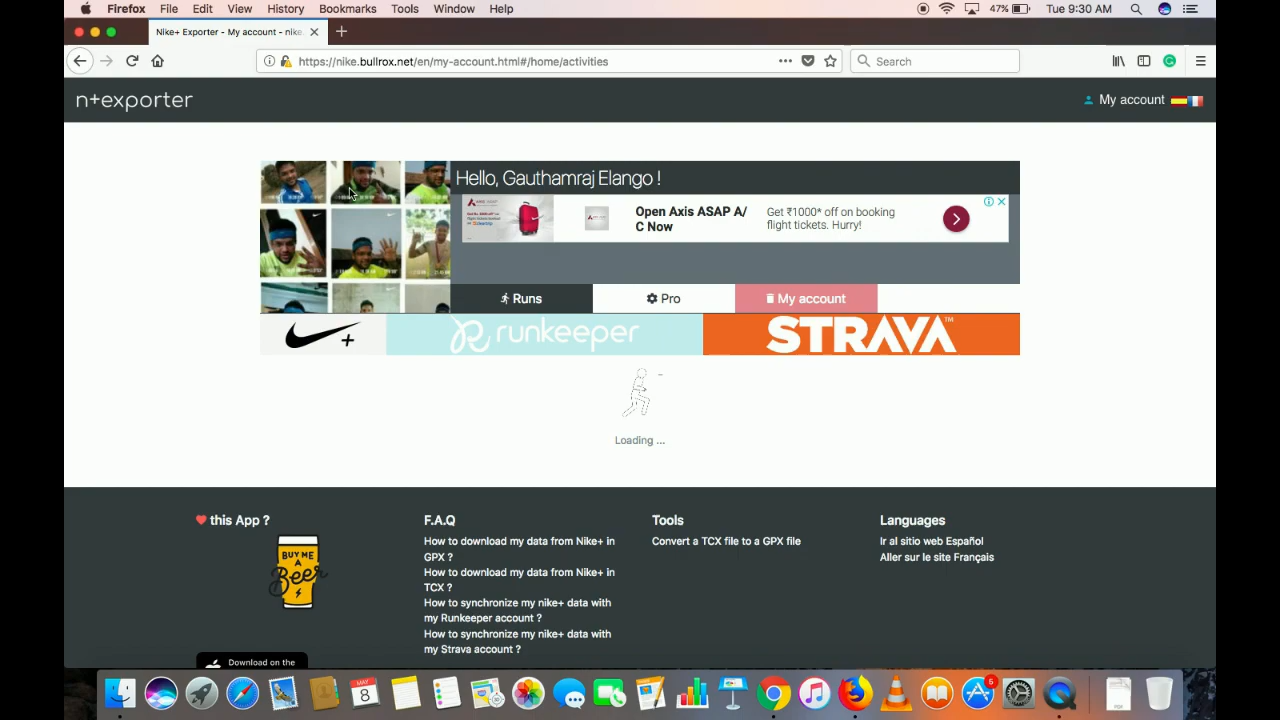 Firefox File Edit View History Bookmarks Tools Window Help 47% Tue 9:30 AM
Nike+ Exporter - My account - nike.
https://nike.bullrox.net/en/my-account.html#/home/activities
Search
n+exporter
My account
Hello, Gauthamraj Elango !
Open Axis ASAP A/
C Now
Get ₹1000* off on booking
flight tickets. Hurry!
Runs
Pro
My account
+
runkeeper
STRAVA™
Loading ...
this App ?
BUY ME
A
Beer
Download on the
F.A.Q
How to download my data from Nike+ in
GPX ?
How to download my data from Nike+ in
TCX ?
How to synchronize my nike+ data with
my Runkeeper account ?
How to synchronize my nike+ data with
my Strava account ?
Tools
Convert a TCX file to a GPX file
Languages
Ir al sitio web Español
Aller sur le site Français
MAY
8
5